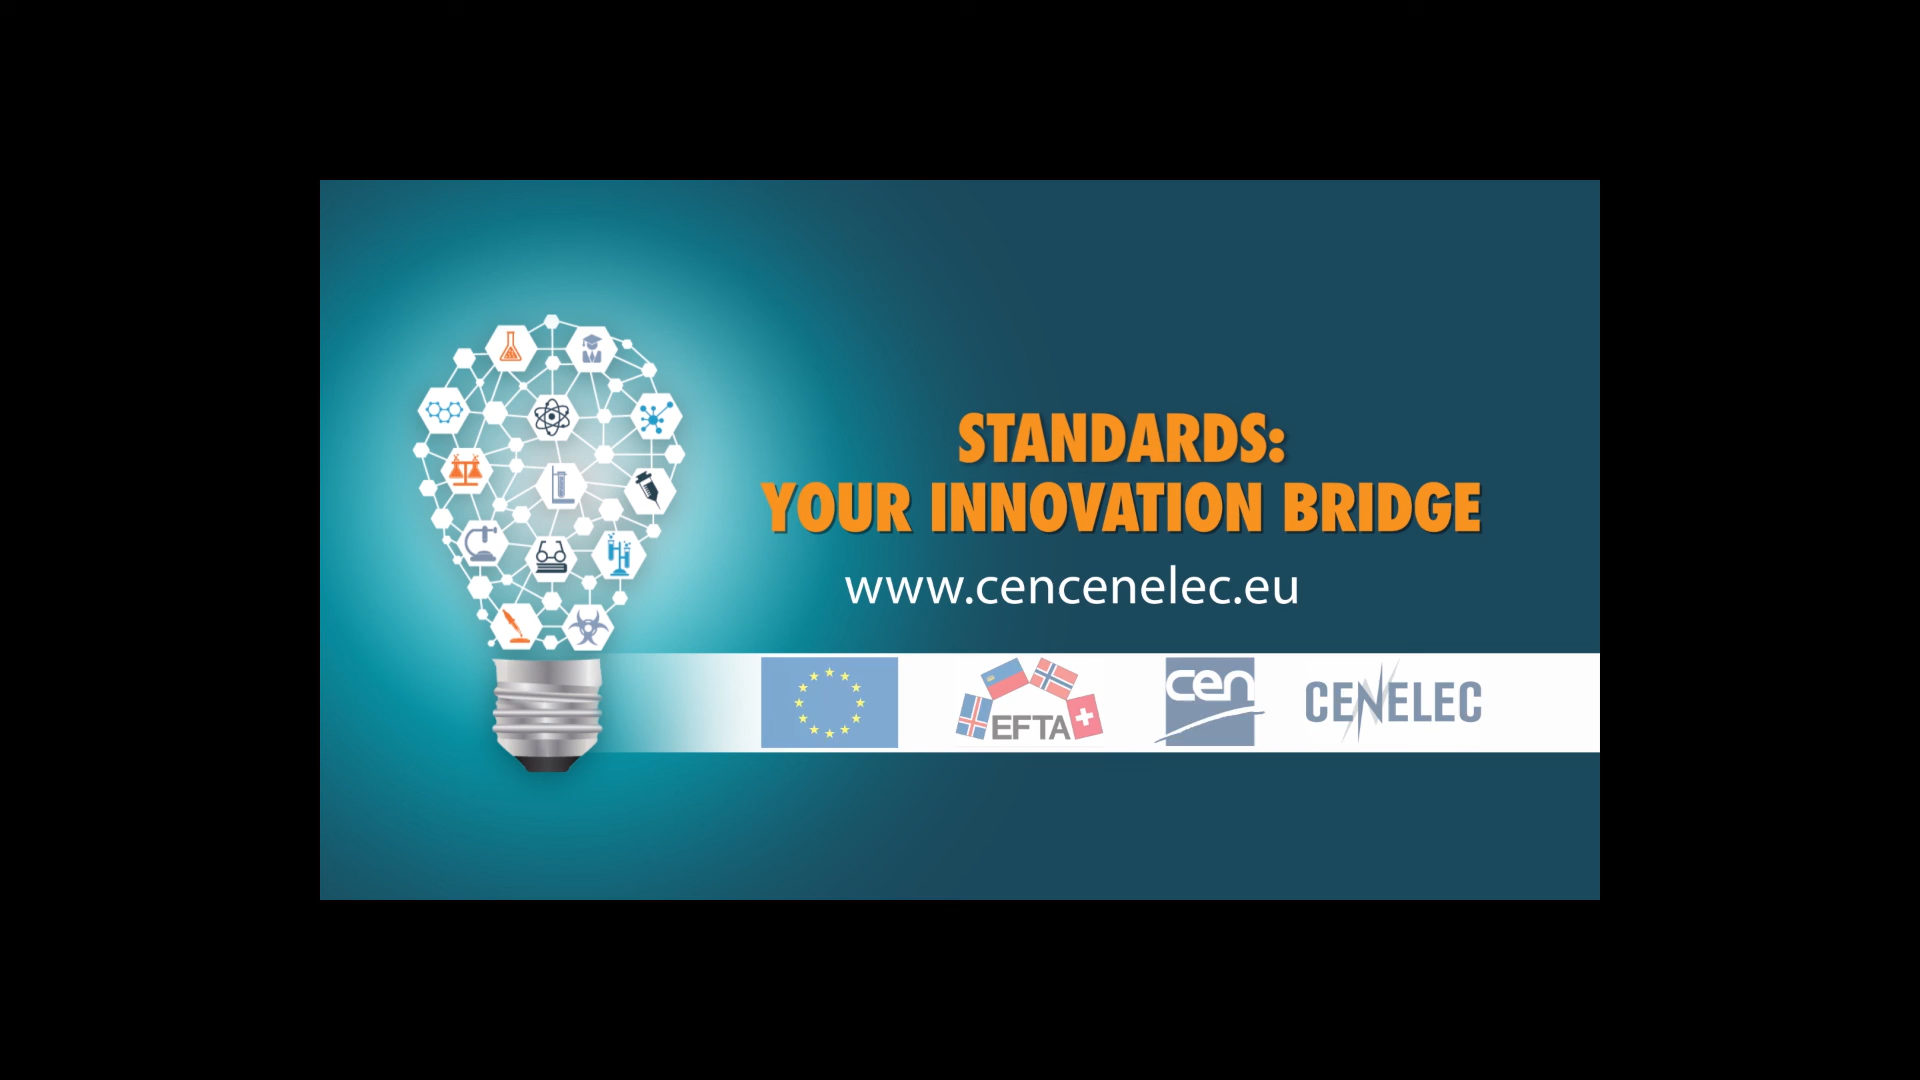 STANDARDS:
YOUR INNOVATION BRIDGE
www.cencenelec.eu
EFTA
cen
CENELEC